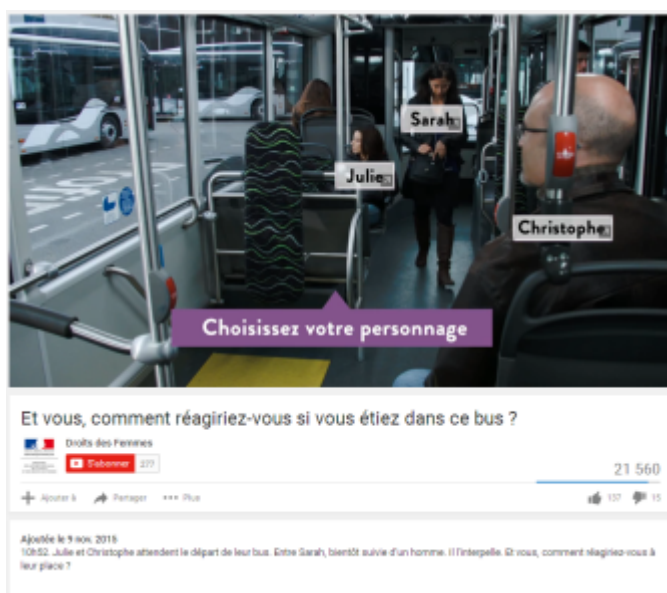 Sarah
Julie
Christophe
Choisissez votre personnage
Et vous, comment réagiriez-vous si vous étiez dans ce bus ?
Droits des Femmes
S'abonner 277
21 560
Ajouter à Partager Plus 137 15
Ajoutée le 9 nov. 2015
10h52. Julie et Christophe attendent le départ de leur bus. Entre Sarah, bientôt suivie d'un homme. Il l'interpelle. Et vous, comment réagiriez-vous à
leur place ?